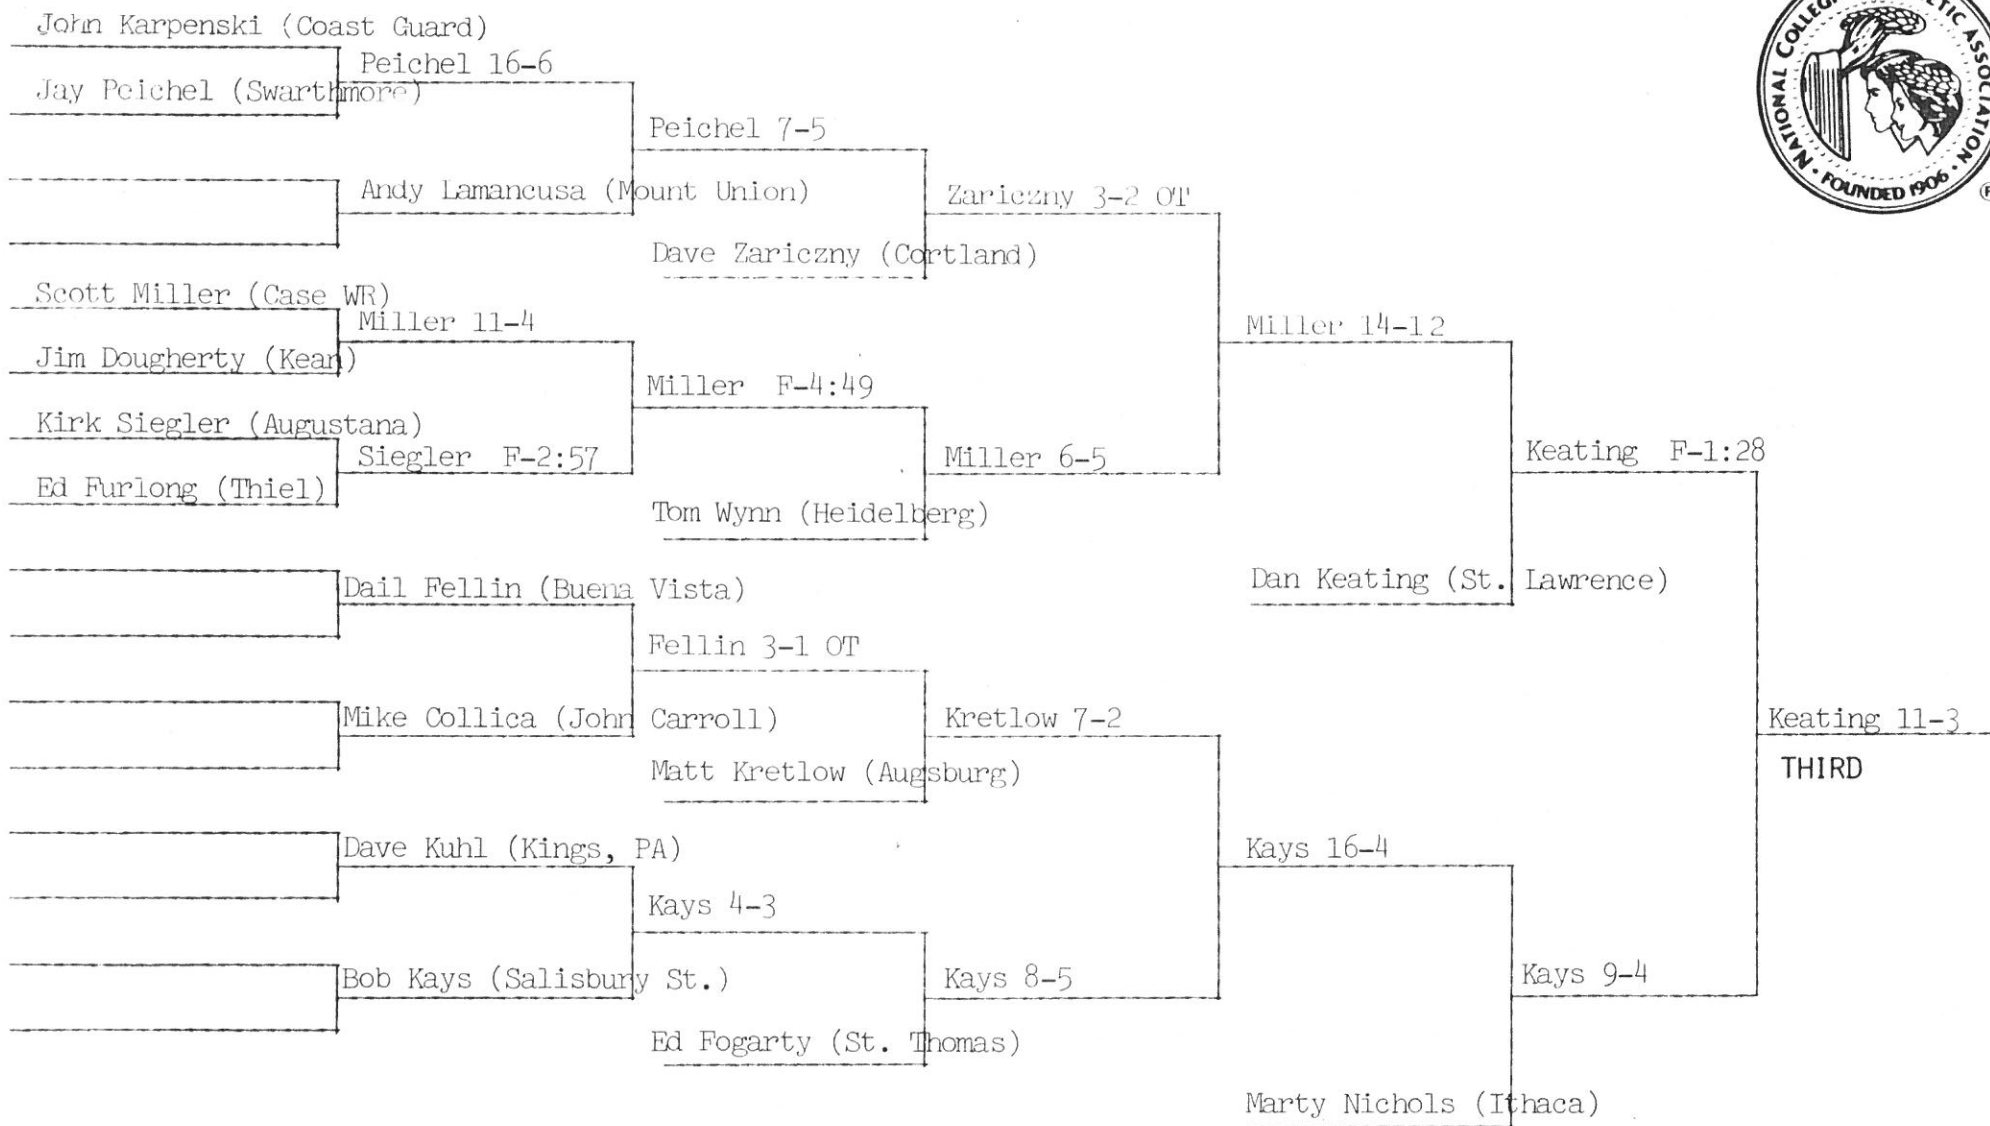 John Karpenski (Coast Guard)
Peichel 16-6
Jay Peichel (Swarthmore)
Peichel 7-5
Andy Lamancusa (Mount Union)
Zariczny 3-2 OT
Dave Zariczny (Cortland)
Scott Miller (Case WR)
Miller 11-4
Jim Dougherty (Kean)
Miller 14-12
Miller F-4:49
Kirk Siegler (Augustana)
Siegler F-2:57
Miller 6-5
Keating F-1:28
Ed Furlong (Thiel)
Tom Wynn (Heidelberg)
Dail Fellin (Buena Vista)
Dan Keating (St. Lawrence)
Fellin 3-1 OT
Mike Collica (John Carroll)
Kretlow 7-2
Keating 11-3
THIRD
Matt Kretlow (Augsburg)
Dave Kuhl (Kings, PA)
Kays 16-4
Kays 4-3
Bob Kays (Salisbury St.)
Kays 8-5
Kays 9-4
Ed Fogarty (St. Thomas)
Marty Nichols (Ithaca)
NATIONAL
ASSOCIATION
FOUNDED 1906